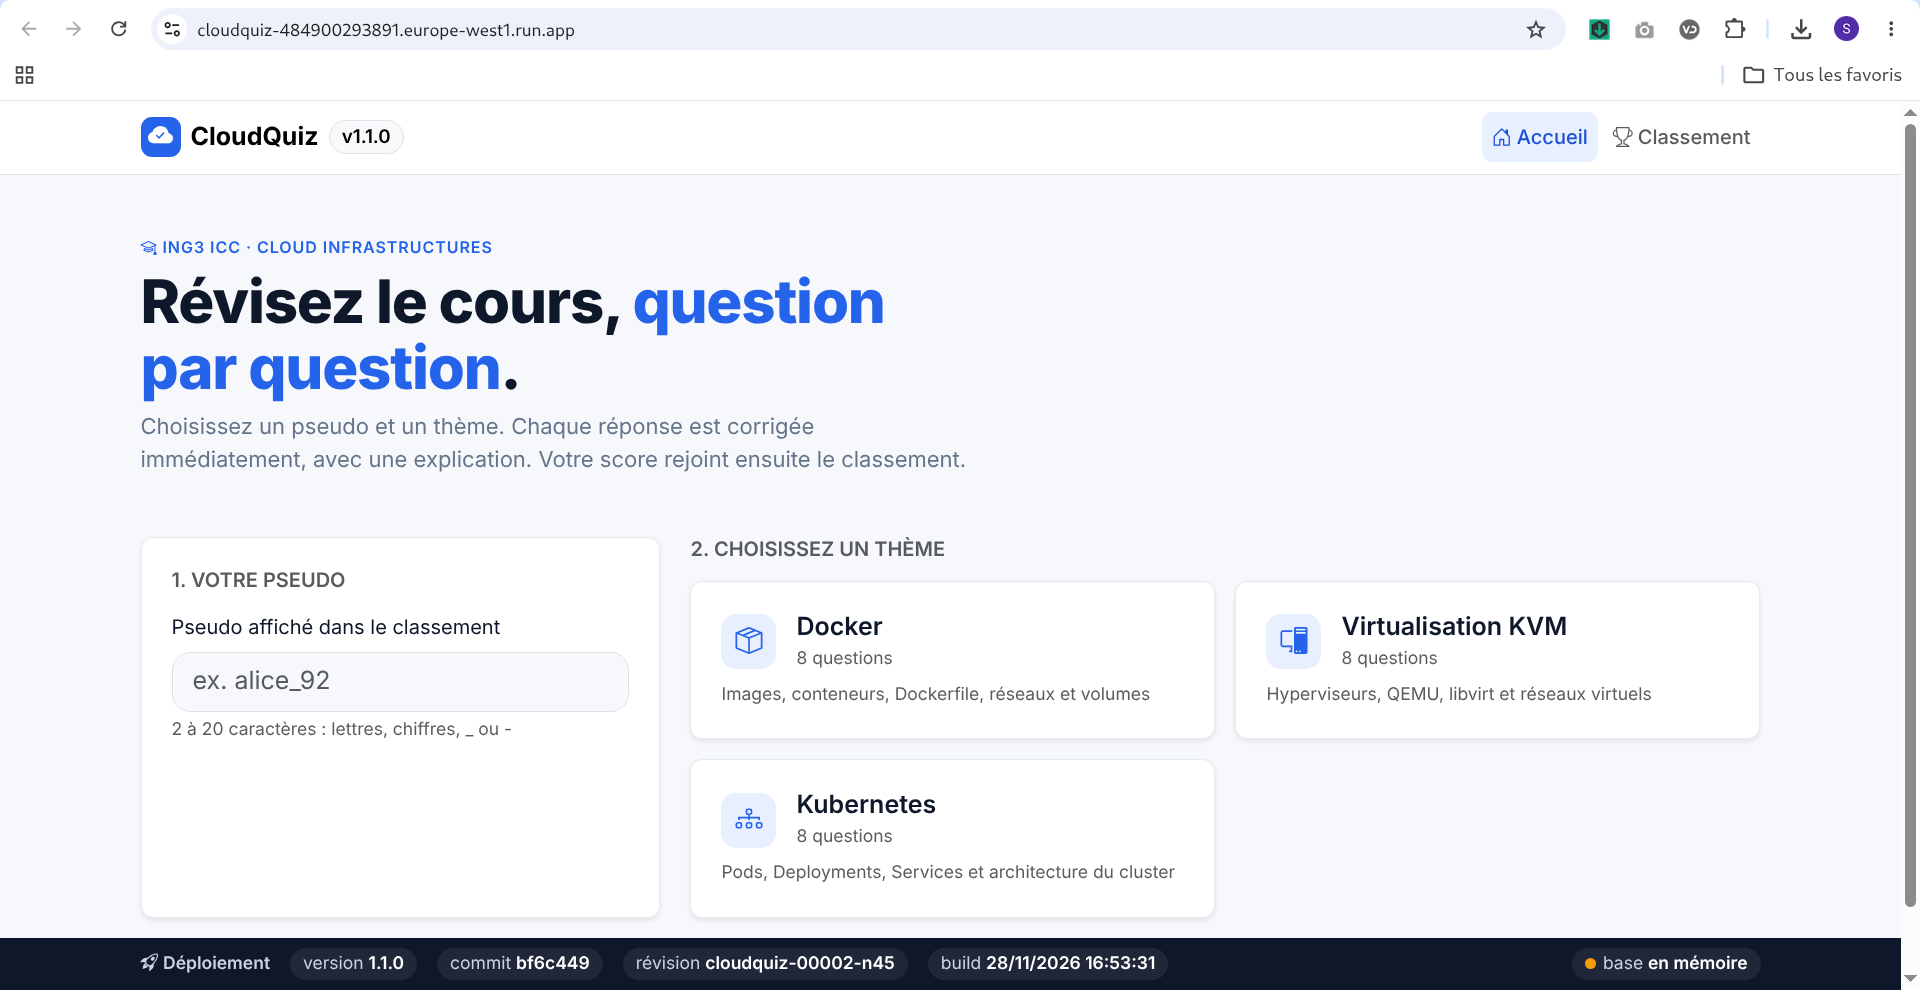 cloudquiz-484900293891.europe-west1.run.app
S
Tous les favoris
CloudQuiz v1.1.0
Accueil
Classement
ING3 ICC · CLOUD INFRASTRUCTURES
Révisez le cours, question
par question.
Choisissez un pseudo et un thème. Chaque réponse est corrigée
immédiatement, avec une explication. Votre score rejoint ensuite le classement.
1. VOTRE PSEUDO
Pseudo affiché dans le classement
ex. alice_92
2 à 20 caractères : lettres, chiffres, _ ou -
2. CHOISISSEZ UN THÈME
Docker
8 questions
Images, conteneurs, Dockerfile, réseaux et volumes
Virtualisation KVM
8 questions
Hyperviseurs, QEMU, libvirt et réseaux virtuels
Kubernetes
8 questions
Pods, Deployments, Services et architecture du cluster
Déploiement version 1.1.0 commit bf6c449 révision cloudquiz-00002-n45 build 28/11/2026 16:53:31 base en mémoire